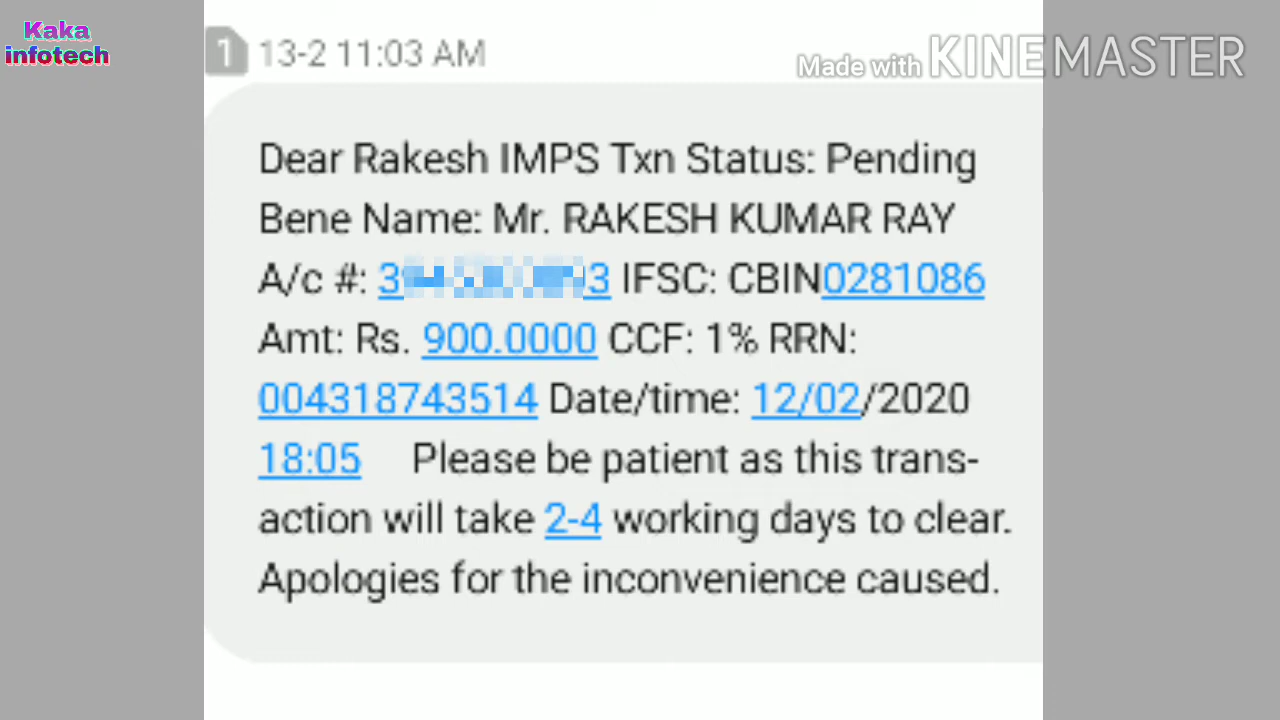 Kaka
infotech
1 13-2 11:03 AM
Made with KINEMASTER
Dear Rakesh IMPS Txn Status: Pending
Bene Name: Mr. RAKESH KUMAR RAY
A/c #: IFSC: CBIN0281086
Amt: Rs. 900.0000 CCF: 1% RRN:
004318743514 Date/time: 12/02/2020
18:05 Please be patient as this trans-
action will take 2-4 working days to clear.
Apologies for the inconvenience caused.